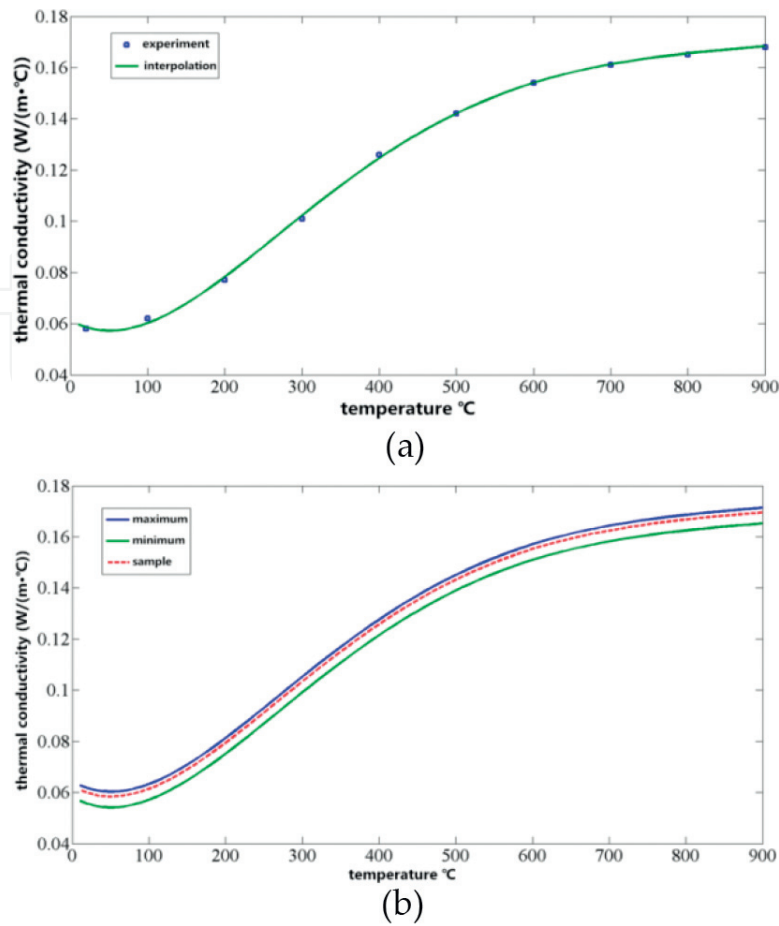 0.18
experiment
interpolation
0.16
0.14
0.12
0.1
0.08
0.06
0.04
thermal conductivity (W/(m•℃))
0 100 200 300 400 500 600 700 800 900
temperature ℃
(a)
0.18
maximum
minimum
sample
0.16
0.14
0.12
0.1
0.08
0.06
0.04
thermal conductivity (W/(m•℃))
0 100 200 300 400 500 600 700 800 900
temperature ℃
(b)